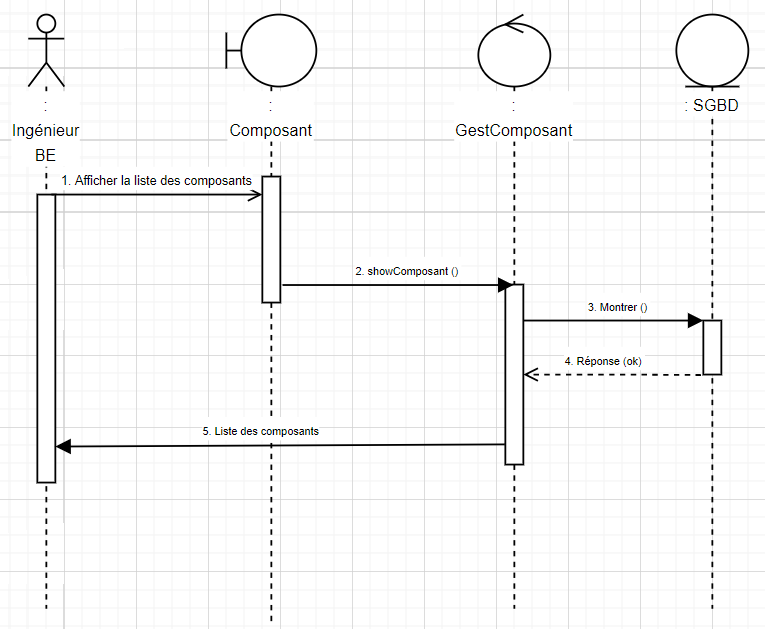 :
Ingénieur
BE
:
Composant
:
GestComposant
: SGBD
1. Afficher la liste des composants
2. showComposant ()
3. Montrer ()
4. Réponse (ok)
5. Liste des composants